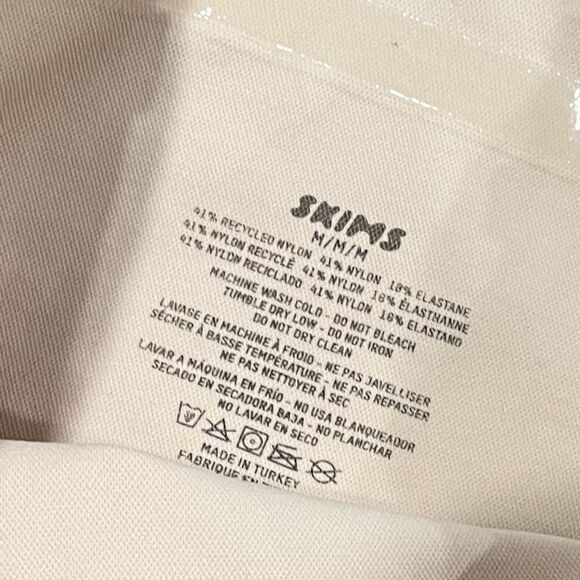 SKIMS
M/M/M
41% RECYCLED NYLON 41% NYLON 18% ELASTANE
41% NYLON RECYCLÉ 41% NYLON 18% ÉLASTHANNE
41% NYLON RECICLADO 41% NYLON 18% ELASTANO
MACHINE WASH COLD - DO NOT BLEACH
TUMBLE DRY LOW - DO NOT IRON
DO NOT DRY CLEAN
LAVAGE EN MACHINE À FROID - NE PAS JAVELLISER
SÉCHER À BASSE TEMPÉRATURE - NE PAS REPASSER
NE PAS NETTOYER À SEC
LAVAR A MÁQUINA EN FRÍO - NO USA BLANQUEADOR
SECADO EN SECADORA BAJA - NO PLANCHAR
NO LAVAR EN SECO
MADE IN TURKEY
FABRIQUE EN